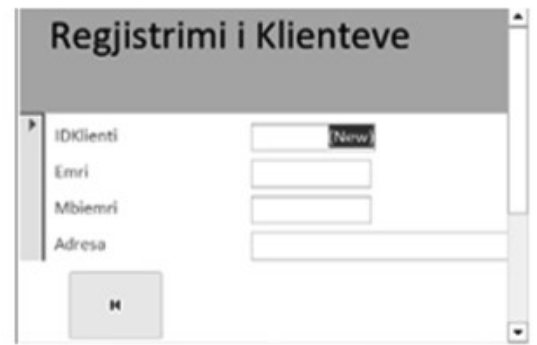 Regjistrimi i Klienteve
IDKlienti (New)
Emri
Mbiemri
Adresa